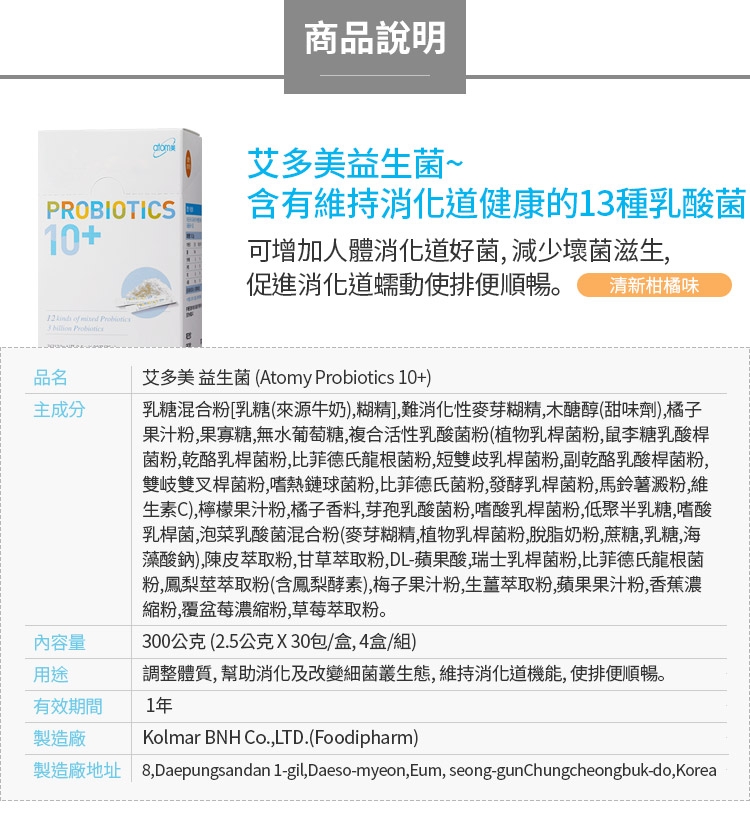 商品說明
atom美
PROBIOTICS
10+
12 kinds of mixed Probiotics
3 billion Probiotics
艾多美益生菌~
含有維持消化道健康的13種乳酸菌
可增加人體消化道好菌, 減少壞菌滋生,
促進消化道蠕動使排便順暢。 清新柑橘味
品名 艾多美 益生菌 (Atomy Probiotics 10+)
主成分 乳糖混合粉[乳糖(來源牛奶),糊精],難消化性麥芽糊精,木醣醇(甜味劑),橘子
果汁粉,果寡糖,無水葡萄糖,複合活性乳酸菌粉(植物乳桿菌粉,鼠李糖乳酸桿
菌粉,乾酪乳桿菌粉,比菲德氏龍根菌粉,短雙歧乳桿菌粉,副乾酪乳酸桿菌粉,
雙岐雙叉桿菌粉,嗜熱鏈球菌粉,比菲德氏菌粉,發酵乳桿菌粉,馬鈴薯澱粉,維
生素C),檸檬果汁粉,橘子香料,芽孢乳酸菌粉,嗜酸乳桿菌粉,低聚半乳糖,嗜酸
乳桿菌,泡菜乳酸菌混合粉(麥芽糊精,植物乳桿菌粉,脫脂奶粉,蔗糖,乳糖,海
藻酸鈉),陳皮萃取粉,甘草萃取粉,DL-蘋果酸,瑞士乳桿菌粉,比菲德氏龍根菌
粉,鳳梨莖萃取粉(含鳳梨酵素),梅子果汁粉,生薑萃取粉,蘋果果汁粉,香蕉濃
縮粉,覆盆莓濃縮粉,草莓萃取粉。
內容量 300公克 (2.5公克 X 30包/盒, 4盒/組)
用途 調整體質, 幫助消化及改變細菌叢生態, 維持消化道機能, 使排便順暢。
有效期間 1年
製造廠 Kolmar BNH Co.,LTD.(Foodipharm)
製造廠地址 8,Daepungsandan 1-gil,Daeso-myeon,Eum, seong-gunChungcheongbuk-do,Korea